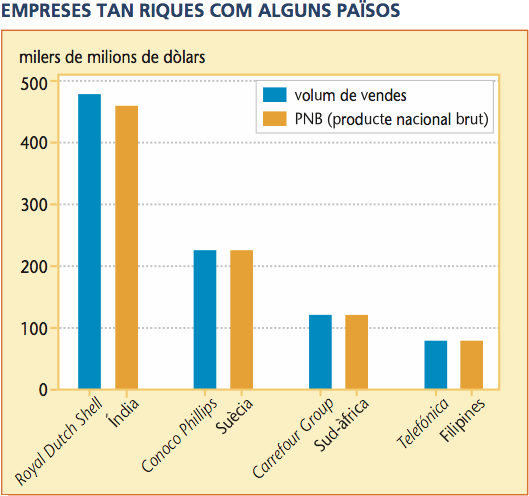 EMPRESES TAN RIQUES COM ALGUNS PAÏSOS
milers de milions de dòlars
volum de vendes
PNB (producte nacional brut)
500
400
300
200
100
0
Royal Dutch Shell
Índia
Conoco Phillips
Suècia
Carrefour Group
Sud-àfrica
Telefónica
Filipines